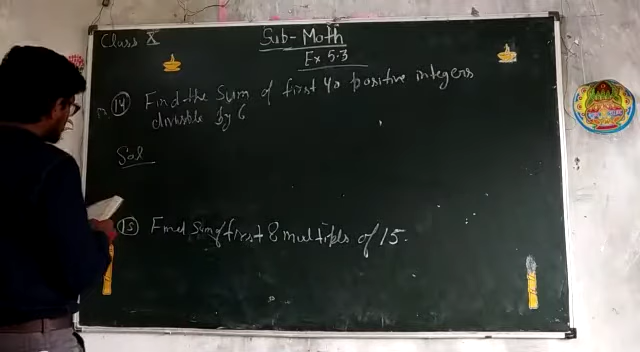 Class X
Sub- Math
Ex 5.3
(14) Find the Sum of first 40 positive integers
divisible by 6
Sol
(15) Find Sum of first 8 multiples of 15.